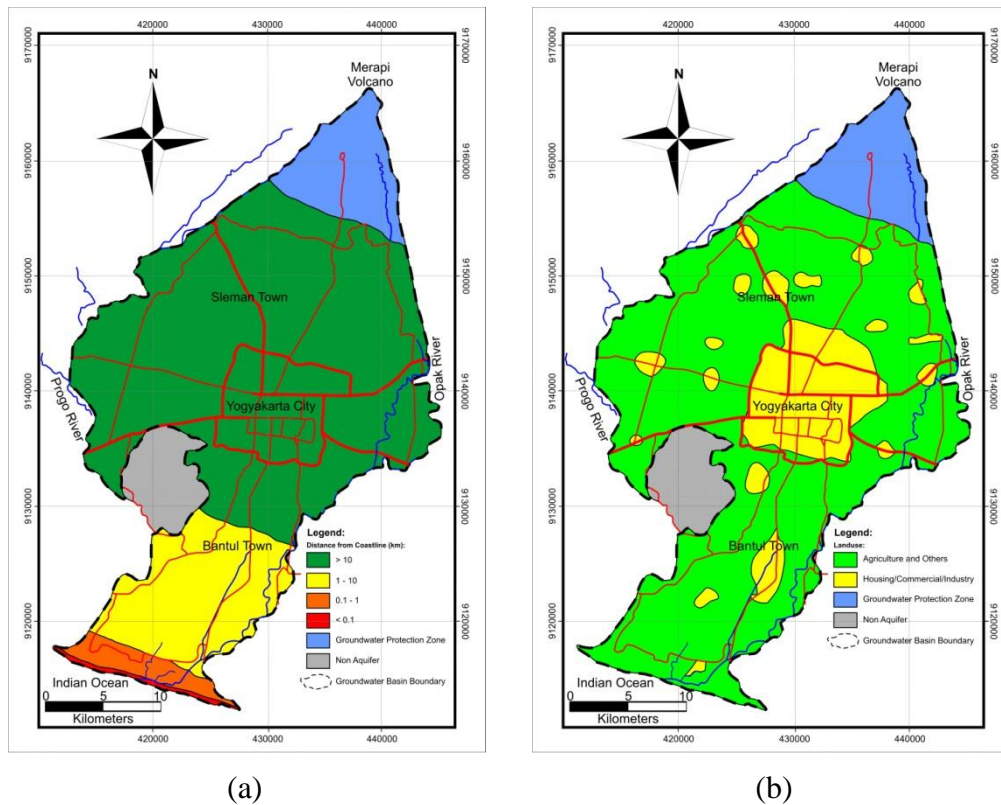 420000
430000
440000
9170000
9170000
Merapi
Volcano
N
9160000
9160000
9150000
9150000
Sleman Town
9140000
9140000
Progo River
Opak River
Yogyakarta City
9130000
9130000
Bantul Town
Legend:
Distance from Coastline (km):
> 10
1 - 10
0.1 - 1
< 0.1
Groundwater Protection Zone
Non Aquifer
Groundwater Basin Boundary
9120000
9120000
Indian Ocean
0 5 10
Kilometers
420000
430000
440000
(a)
420000
430000
440000
9170000
9170000
Merapi
Volcano
N
9160000
9160000
9150000
9150000
Sleman Town
9140000
9140000
Progo River
Opak River
Yogyakarta City
9130000
9130000
Bantul Town
Legend:
Landuse:
Agriculture and Others
Housing/Commercial/Industry
Groundwater Protection Zone
Non Aquifer
Groundwater Basin Boundary
9120000
9120000
Indian Ocean
0 5 10
Kilometers
420000
430000
440000
(b)